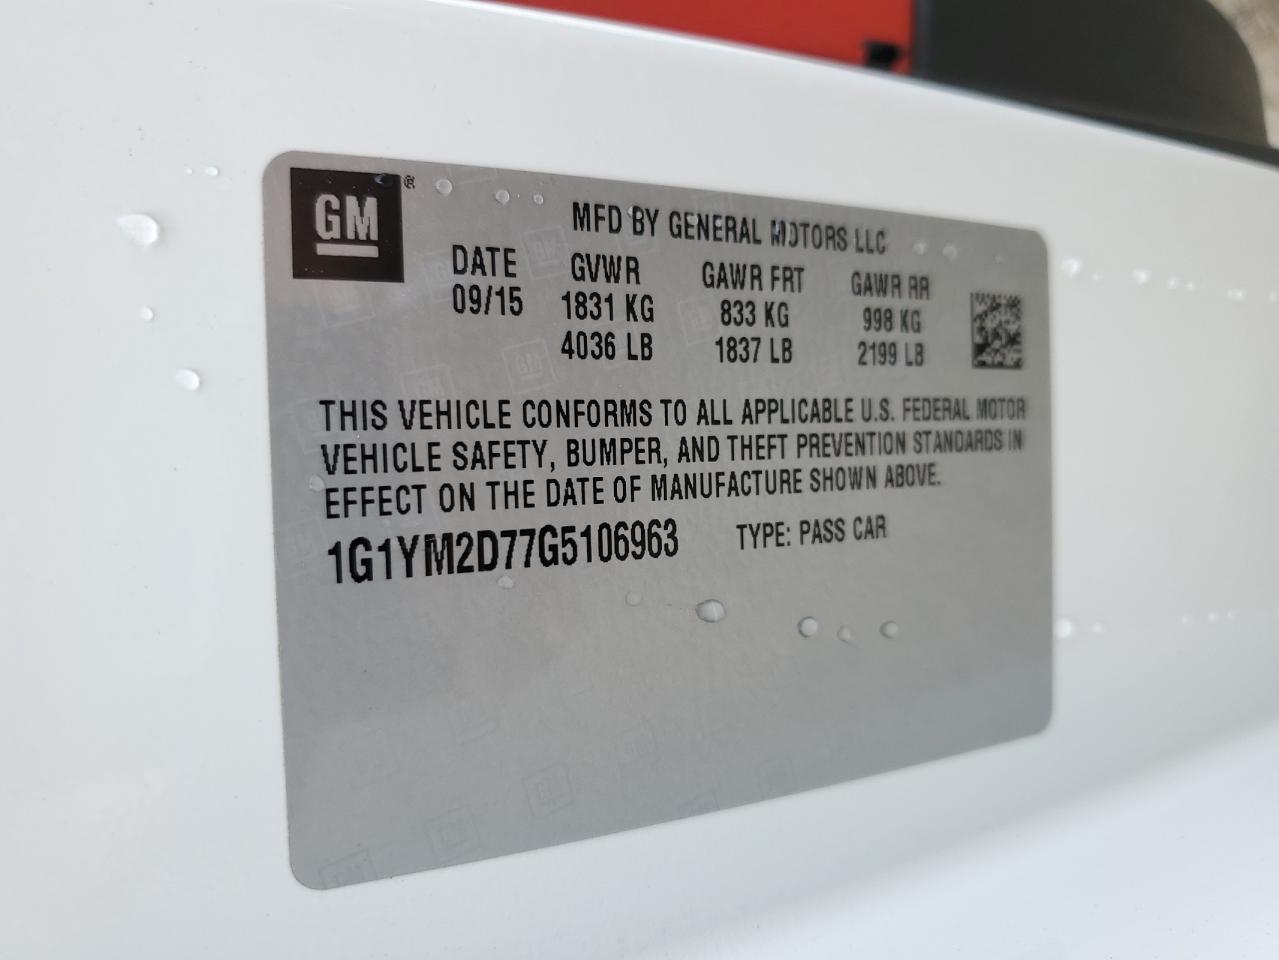 GM ®
MFD BY GENERAL MOTORS LLC
DATE GVWR GAWR FRT GAWR RR
09/15 1831 KG 833 KG 998 KG
4036 LB 1837 LB 2199 LB
THIS VEHICLE CONFORMS TO ALL APPLICABLE U.S. FEDERAL MOTOR
VEHICLE SAFETY, BUMPER, AND THEFT PREVENTION STANDARDS IN
EFFECT ON THE DATE OF MANUFACTURE SHOWN ABOVE.
1G1YM2D77G5106963 TYPE: PASS CAR